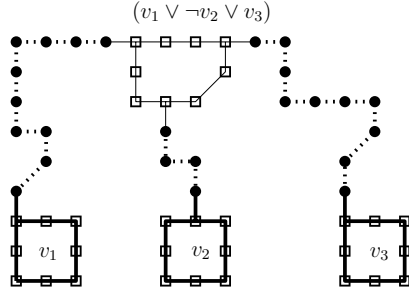 (v₁ ∨ ¬v₂ ∨ v₃)
v₁ v₂ v₃